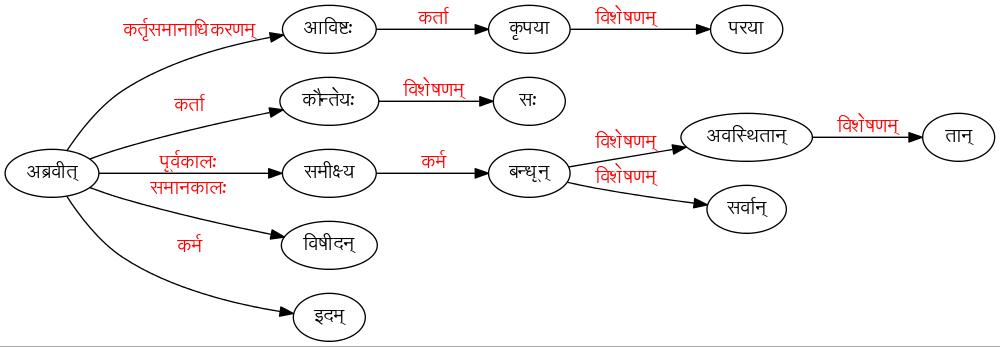 कर्तृसमानाधिकरणम् आविष्टः कर्ता कृपया विशेषणम् परया
कर्ता कौन्तेयः विशेषणम् सः
अब्रवीत् पूर्वकालः समीक्ष्य कर्म बन्धून् विशेषणम् अवस्थितान् विशेषणम् तान्
विशेषणम् सर्वान्
समानकालः विषीदन्
कर्म इदम्